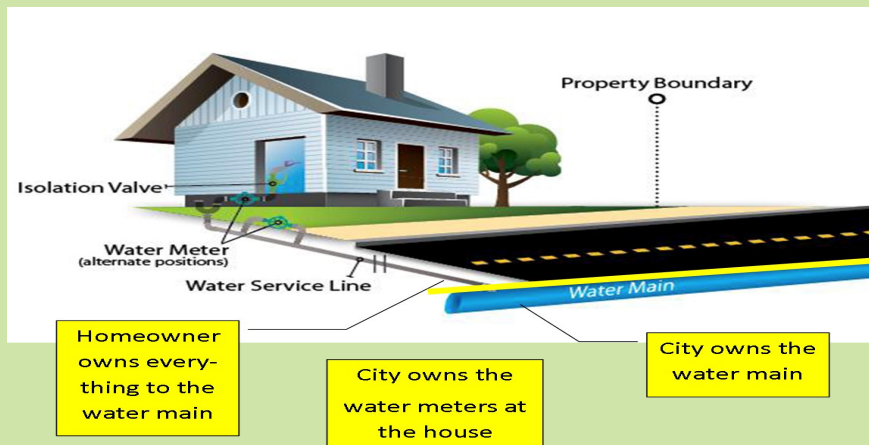 Property Boundary
Isolation Valve
Water Meter
(alternate positions)
Water Service Line
Water Main
Homeowner
owns every-
thing to the
water main
City owns the
water meters at
the house
City owns the
water main